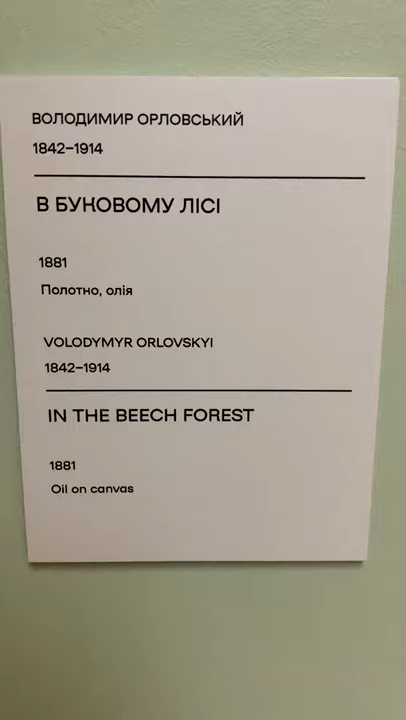 ВОЛОДИМИР ОРЛОВСЬКИЙ
1842–1914
В БУКОВОМУ ЛІСІ
1881
Полотно, олія
VOLODYMYR ORLOVSKYI
1842–1914
IN THE BEECH FOREST
1881
Oil on canvas